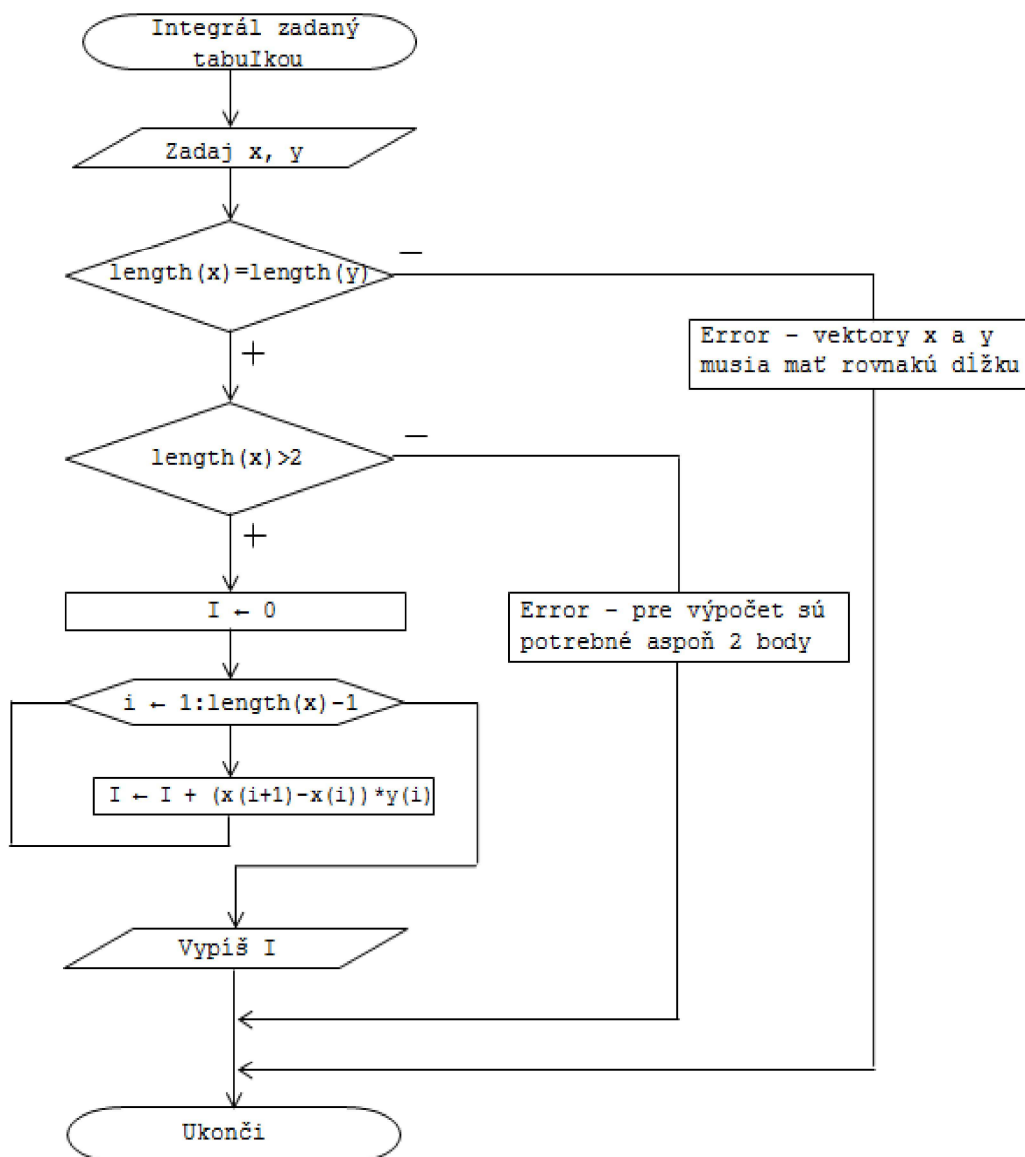 Integrál zadaný
tabuľkou
Zadaj x, y
length(x)=length(y)
—
Error - vektory x a y
musia mať rovnakú dĺžku
+
length(x)>2
—
+
I ← 0
Error - pre výpočet sú
potrebné aspoň 2 body
i ← 1:length(x)-1
I ← I + (x(i+1)-x(i))*y(i)
Vypíš I
Ukonči